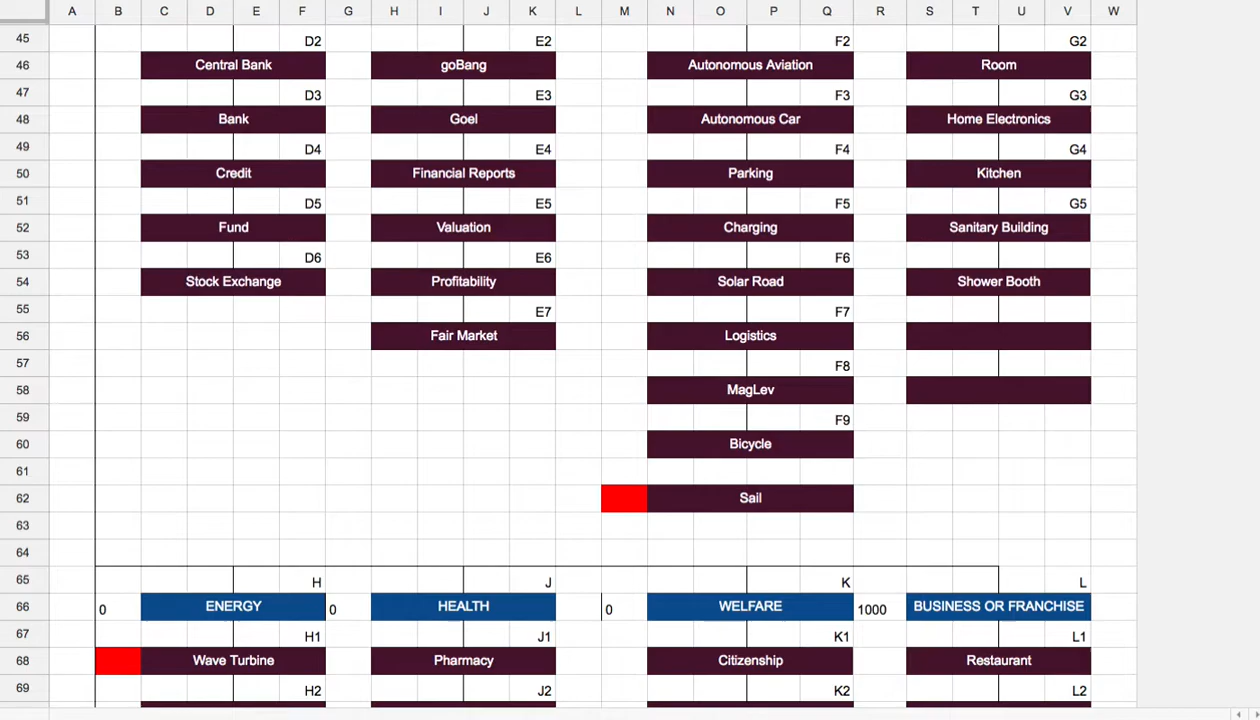 A B C D E F G H I J K L M N O P Q R S T U V W
45 D2 E2 F2 G2
46 Central Bank goBang Autonomous Aviation Room
47 D3 E3 F3 G3
48 Bank Goel Autonomous Car Home Electronics
49 D4 E4 F4 G4
50 Credit Financial Reports Parking Kitchen
51 D5 E5 F5 G5
52 Fund Valuation Charging Sanitary Building
53 D6 E6 F6
54 Stock Exchange Profitability Solar Road Shower Booth
55 E7 F7
56 Fair Market Logistics
57 F8
58 MagLev
59 F9
60 Bicycle
61
62 Sail
63
64
65 H J K L
66 0 ENERGY 0 HEALTH 0 WELFARE 1000 BUSINESS OR FRANCHISE
67 H1 J1 K1 L1
68 Wave Turbine Pharmacy Citizenship Restaurant
69 H2 J2 K2 L2